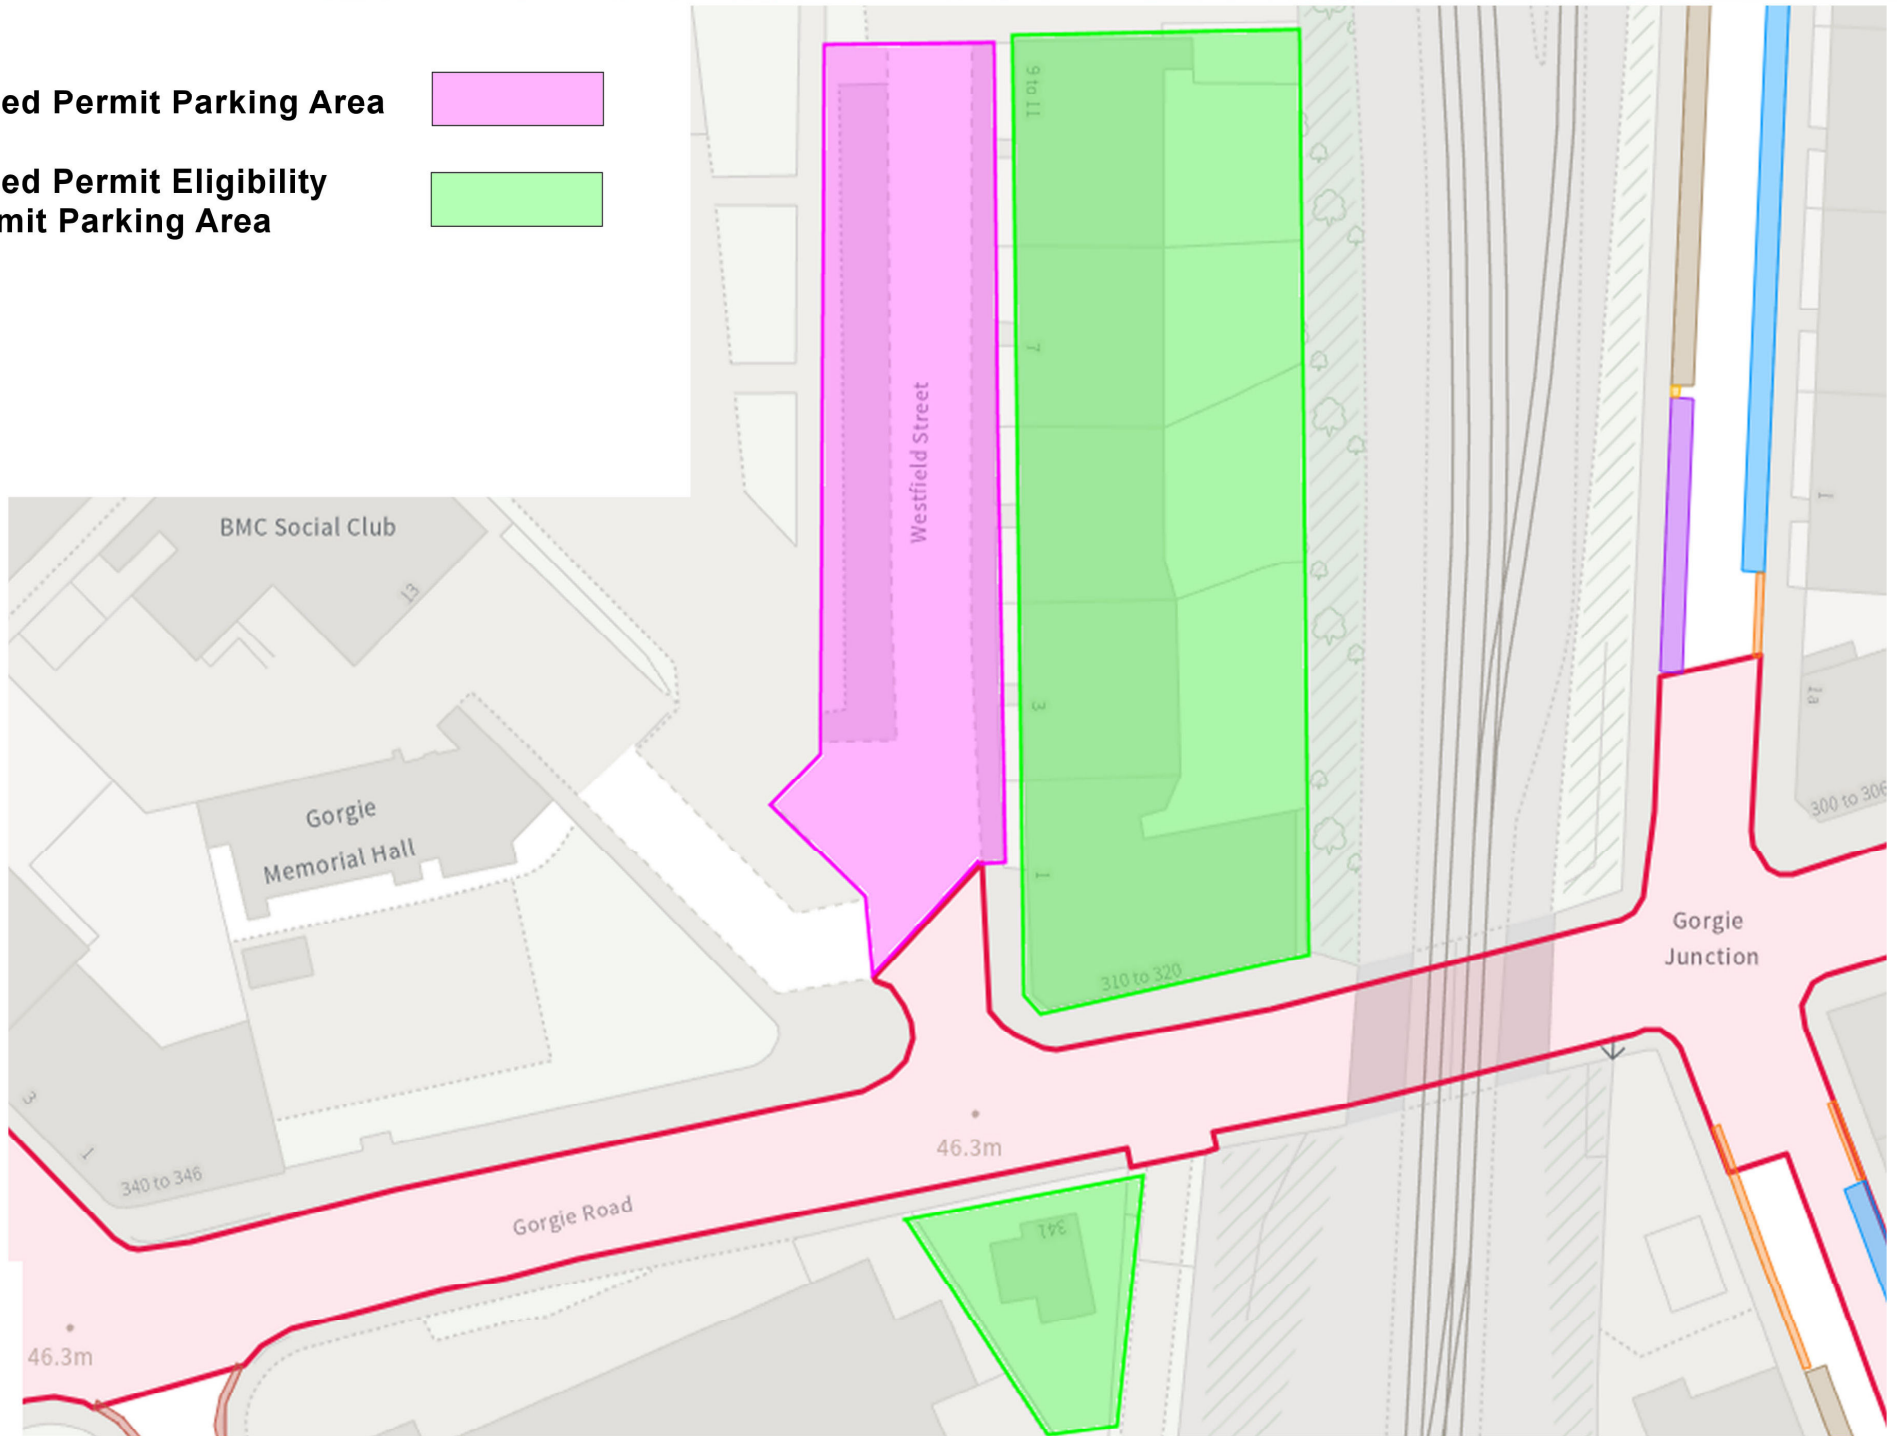 ed Permit Parking Area
ed Permit Eligibility
mit Parking Area
9 to 11
7
Westfield Street
1
BMC Social Club
13
3
1a
Gorgie
Memorial Hall
300 to 306
1
Gorgie
Junction
310 to 320
3
46.3m
1
340 to 346
Gorgie Road
341
46.3m